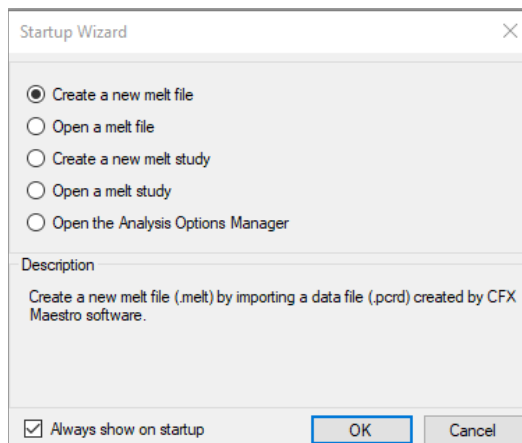 Startup Wizard
Create a new melt file
Open a melt file
Create a new melt study
Open a melt study
Open the Analysis Options Manager
Description
Create a new melt file (.melt) by importing a data file (.pcrd) created by CFX
Maestro software.
Always show on startup
OK
Cancel